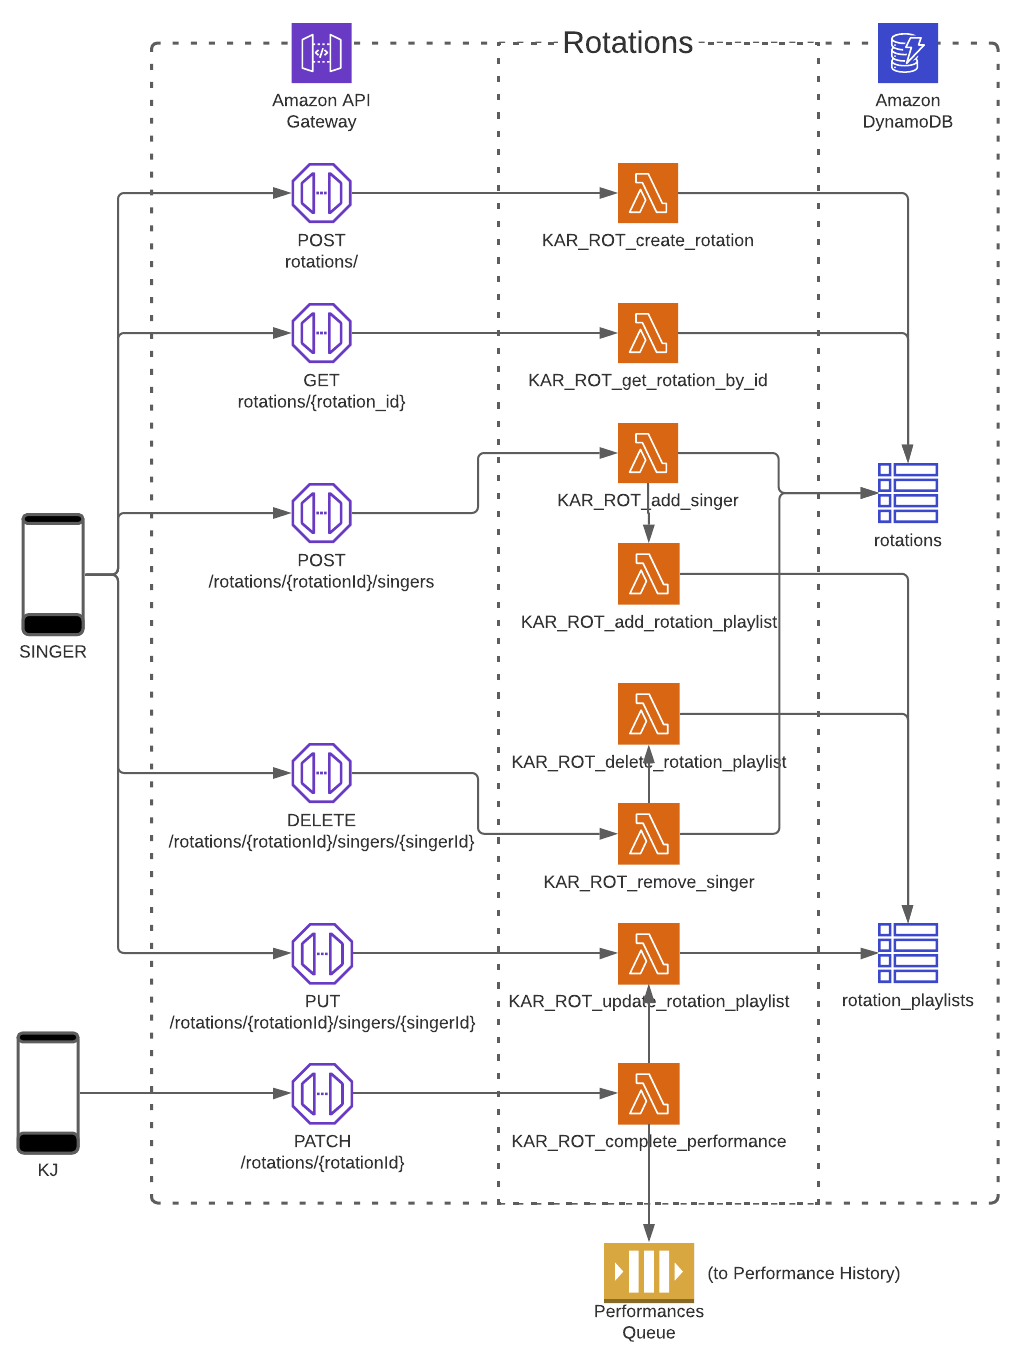 Rotations
Amazon API
Gateway
Amazon
DynamoDB
POST
rotations/
KAR_ROT_create_rotation
GET
rotations/{rotation_id}
KAR_ROT_get_rotation_by_id
KAR_ROT_add_singer
POST
/rotations/{rotationId}/singers
rotations
KAR_ROT_add_rotation_playlist
SINGER
KAR_ROT_delete_rotation_playlist
DELETE
/rotations/{rotationId}/singers/{singerId}
KAR_ROT_remove_singer
PUT
/rotations/{rotationId}/singers/{singerId}
KAR_ROT_update_rotation_playlist
rotation_playlists
PATCH
/rotations/{rotationId}
KAR_ROT_complete_performance
KJ
(to Performance History)
Performances
Queue